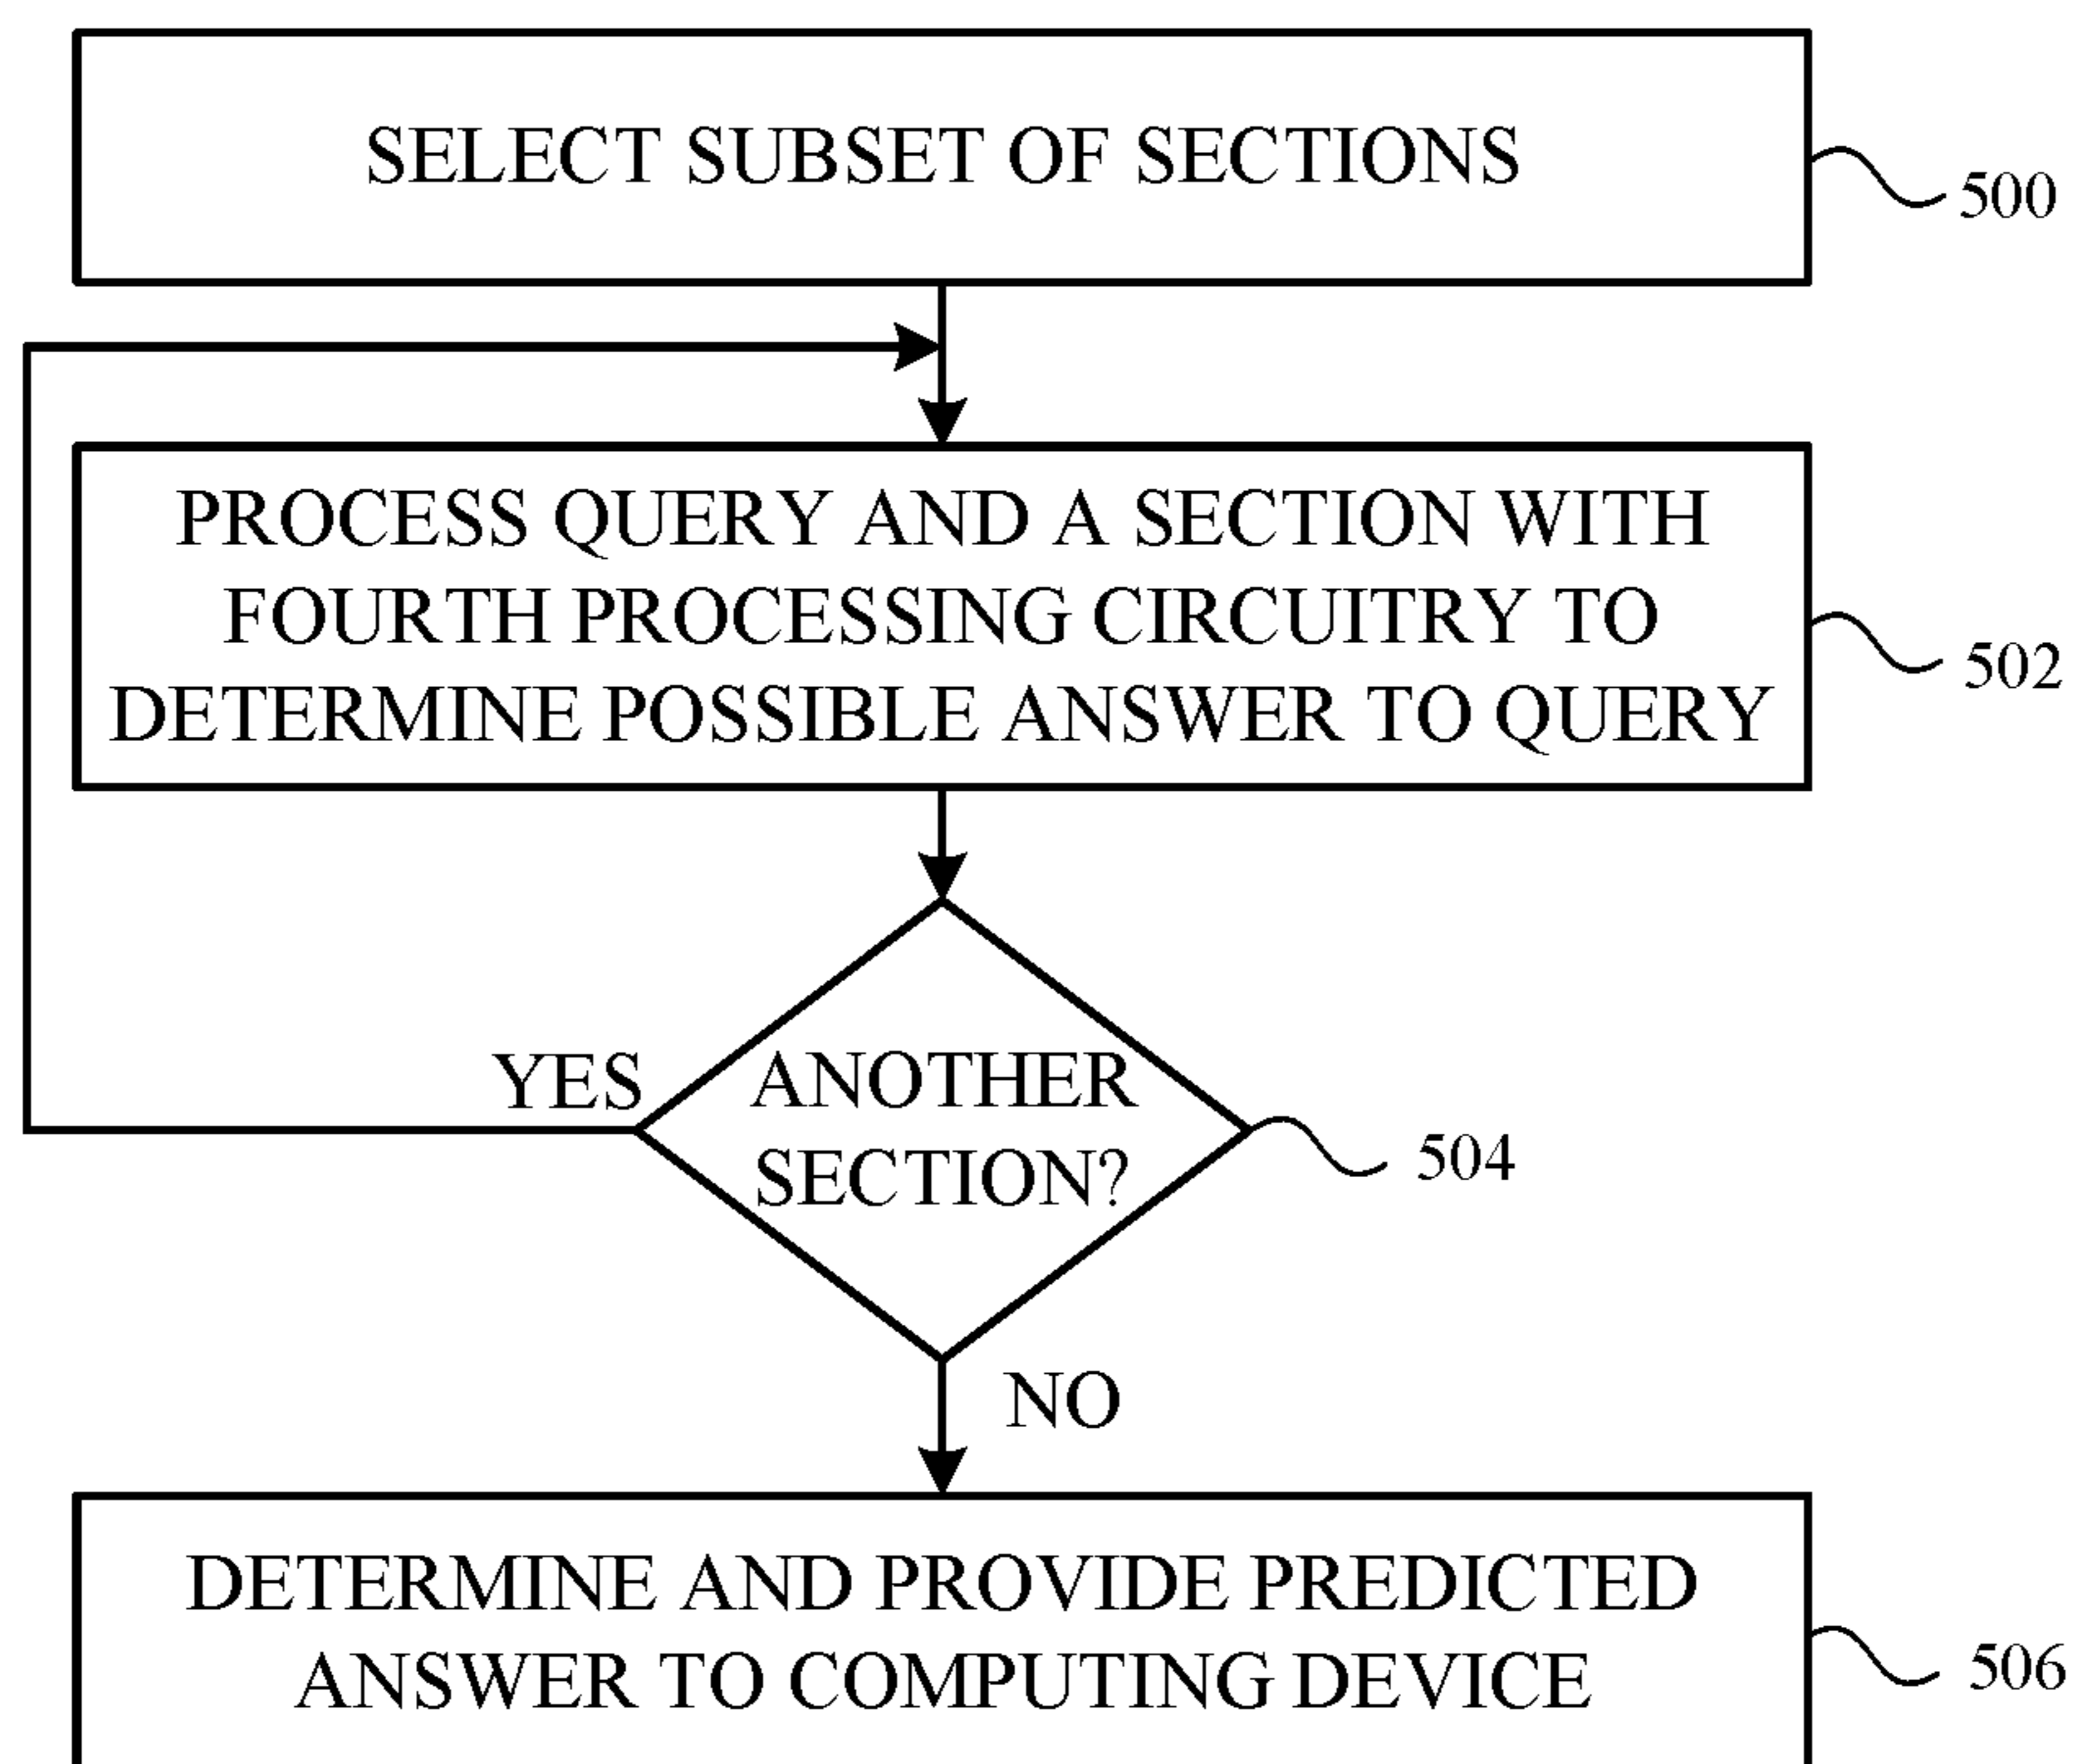 SELECT SUBSET OF SECTIONS
500
PROCESS QUERY AND A SECTION WITH
FOURTH PROCESSING CIRCUITRY TO
DETERMINE POSSIBLE ANSWER TO QUERY
502
YES
ANOTHER
SECTION?
504
NO
DETERMINE AND PROVIDE PREDICTED
ANSWER TO COMPUTING DEVICE
506